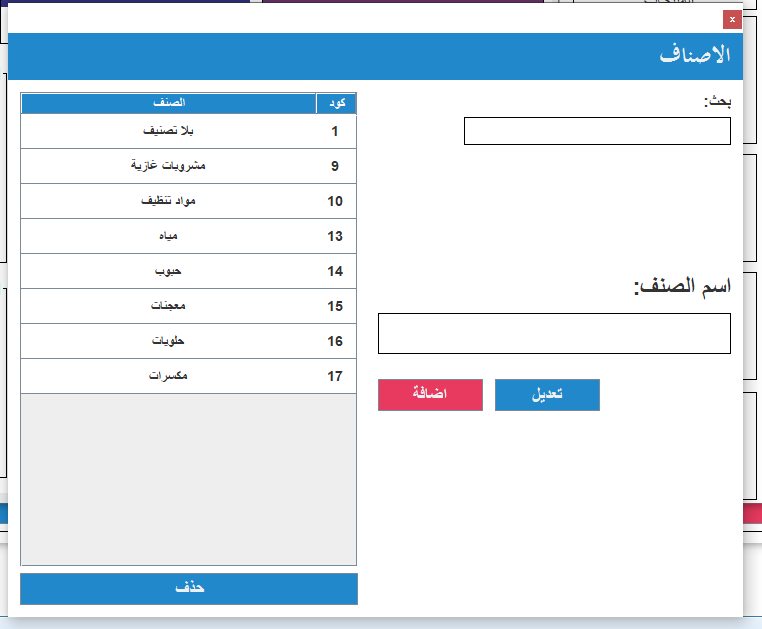 x
الاصناف
بحث:
اسم الصنف:
تعديل
اضافة
كود الصنف
1 بلا تصنيف
9 مشروبات غازية
10 مواد تنظيف
13 مياه
14 حبوب
15 معجنات
16 حلويات
17 مكسرات
حذف